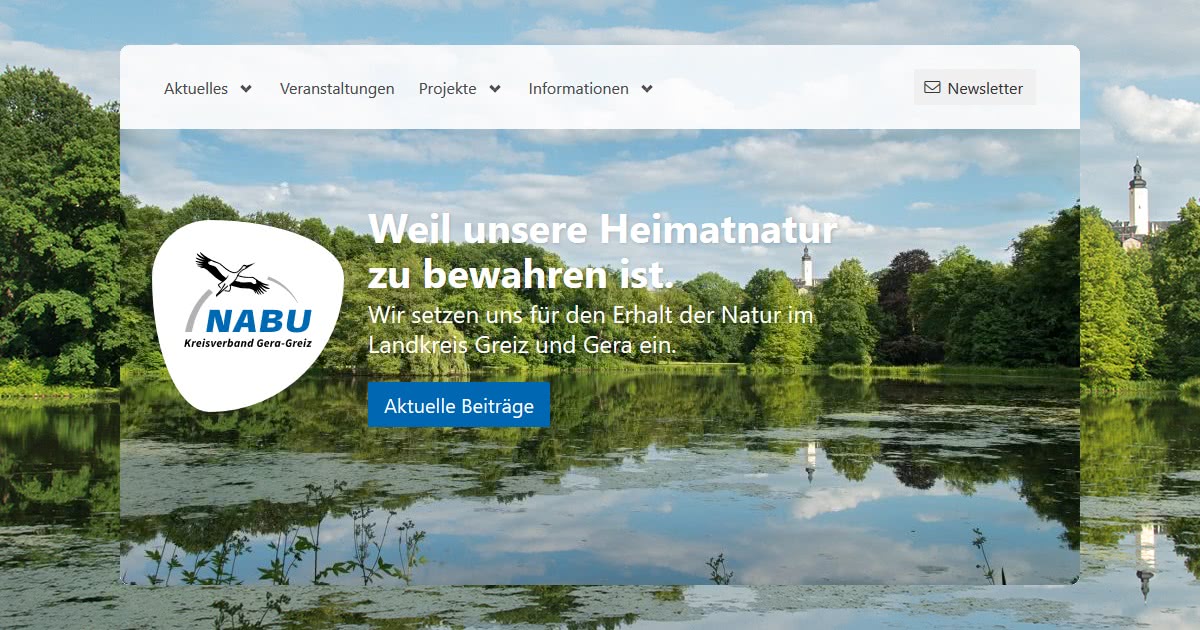 Aktuelles
Veranstaltungen
Projekte
Informationen
Newsletter
Weil unsere Heimatnatur
zu bewahren ist.
Wir setzen uns für den Erhalt der Natur im
Landkreis Greiz und Gera ein.
NABU
Kreisverband Gera-Greiz
Aktuelle Beiträge